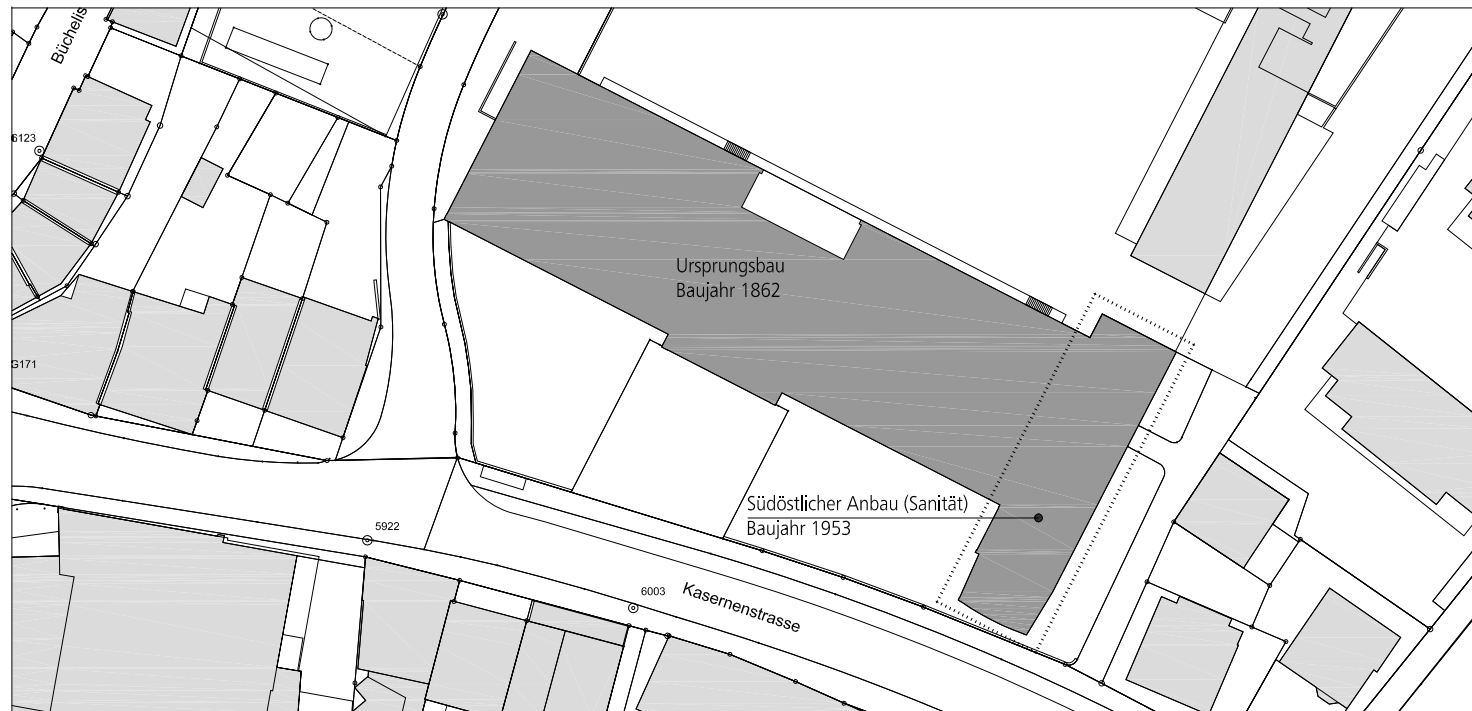 Büchelis
6123
Ursprungsbau
Baujahr 1862
G171
Südöstlicher Anbau (Sanität)
Baujahr 1953
5922
6003
Kasernenstrasse